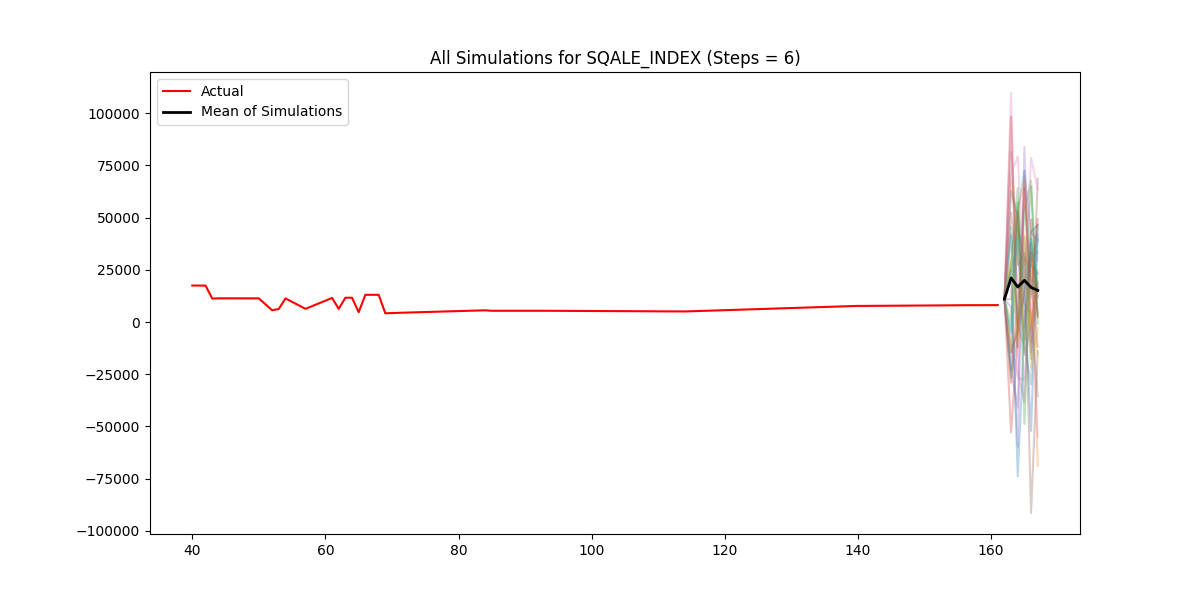 All Simulations for SQALE_INDEX (Steps = 6)
Actual
Mean of Simulations
100000
75000
50000
25000
0
−25000
−50000
−75000
−100000
40 60 80 100 120 140 160